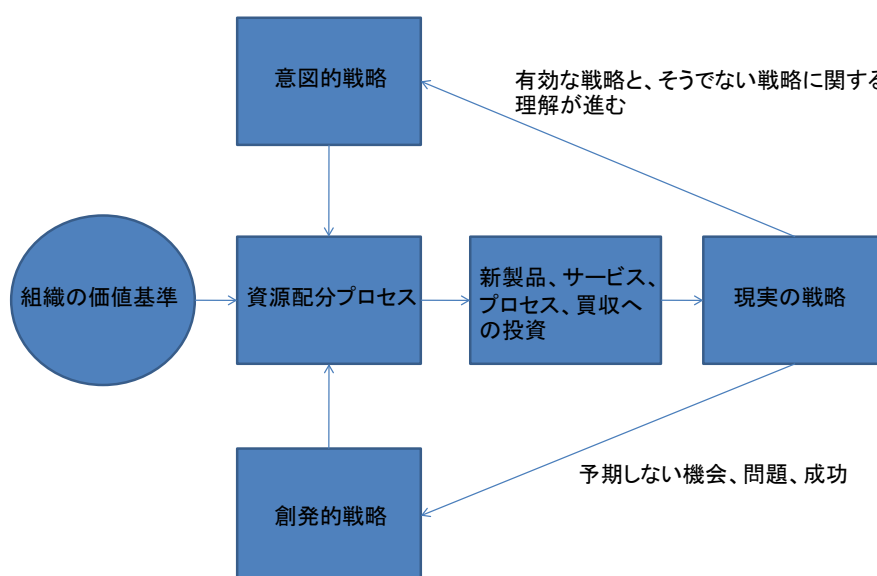 意図的戦略
有効な戦略と、そうでない戦略に関する
理解が進む
組織の価値基準
資源配分プロセス
新製品、サービス、
プロセス、買収へ
の投資
現実の戦略
予期しない機会、問題、成功
創発的戦略